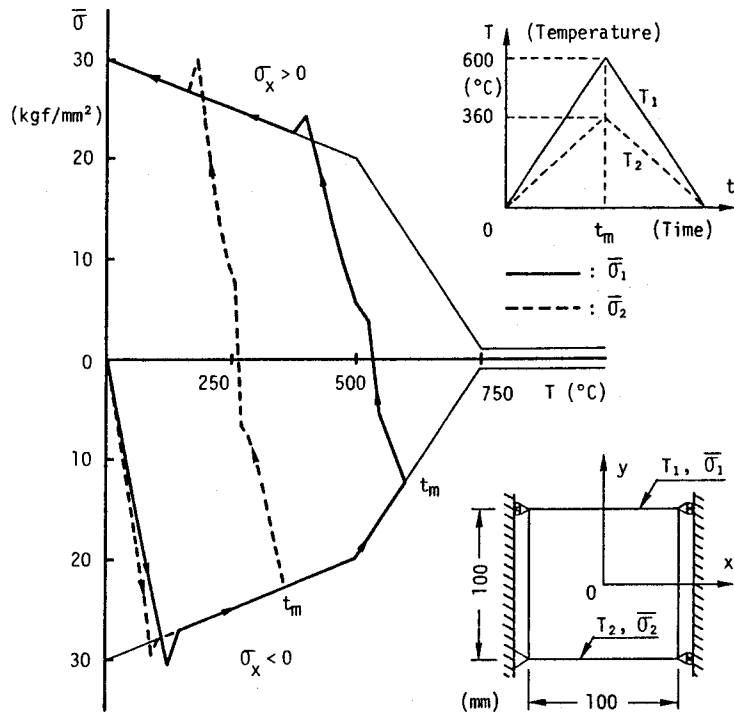 σ̅
30
(kgf/mm²)
20
10
0
10
20
30
σx > 0
σx < 0
250
500
750
T (°C)
tm
tm
T (Temperature)
600
(°C)
360
T1
T2
t
0
tm
(Time)
: σ̅1
: σ̅2
y
T1, σ̅1
x
0
100
T2, σ̅2
(mm)
100